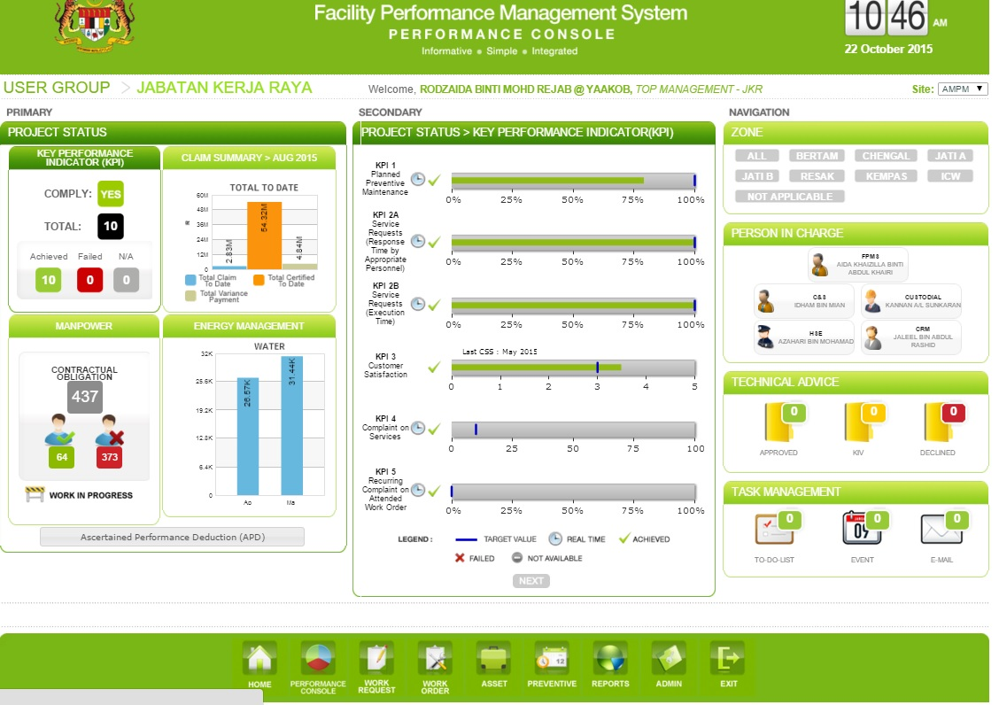 Facility Performance Management System
PERFORMANCE CONSOLE
Informative Simple Integrated
10 46 AM
22 October 2015
USER GROUP > JABATAN KERJA RAYA
Welcome, RODZAIDA BINTI MOHD REJAB @ YAAKOB, TOP MANAGEMENT - JKR
Site: AMPM
PRIMARY
PROJECT STATUS
KEY PERFORMANCE
INDICATOR (KPI)
COMPLY: YES
TOTAL: 10
Achieved Failed N/A
10 0 0
CLAIM SUMMARY > AUG 2015
TOTAL TO DATE
60M
48M
36M
24M
12M
0
2.83M
54.32M
4.84M
Total Claim
To Date
Total Certified
To Date
Total Variance
Payment
MANPOWER
CONTRACTUAL
OBLIGATION
437
64 373
WORK IN PROGRESS
ENERGY MANAGEMENT
WATER
32K
25.6K
19.2K
12.8K
6.4K
0
26.57K
31.44K
Ap Ma
Ascertained Performance Deduction (APD)
SECONDARY
PROJECT STATUS > KEY PERFORMANCE INDICATOR(KPI)
KPI 1
Planned
Preventive
Maintenance
0% 25% 50% 75% 100%
KPI 2A
Service
Requests
(Response
Time by
Appropriate
Personnel)
0% 25% 50% 75% 100%
KPI 2B
Service
Requests
(Execution
Time)
0% 25% 50% 75% 100%
KPI 3
Customer
Satisfaction
Last CSS : May 2015
0 1 2 3 4 5
KPI 4
Complaint on
Services
0 25 50 75 100
KPI 5
Recurring
Complaint on
Attended
Work Order
0% 25% 50% 75% 100%
LEGEND : TARGET VALUE REAL TIME ACHIEVED
FAILED NOT AVAILABLE
NEXT
NAVIGATION
ZONE
ALL BERTAM CHENGAL JATI A
JATI B RESAK KEMPAS ICW
NOT APPLICABLE
PERSON IN CHARGE
FPMS
AIDA KHAIZILLA BINTI
ABDUL KHAIRI
C&S
IDHAM BIN MIAN
CUSTODIAL
KANNAN A/L SUNKARAN
HSE
AZAHARI BIN MOHAMAD
CRM
JALEEL BIN ABDUL
RASHID
TECHNICAL ADVICE
0 0 0
APPROVED KIV DECLINED
TASK MANAGEMENT
0 0 0
TO-DO-LIST EVENT E-MAIL
HOME
PERFORMANCE
CONSOLE
WORK
REQUEST
WORK
ORDER
ASSET
PREVENTIVE
REPORTS
ADMIN
EXIT